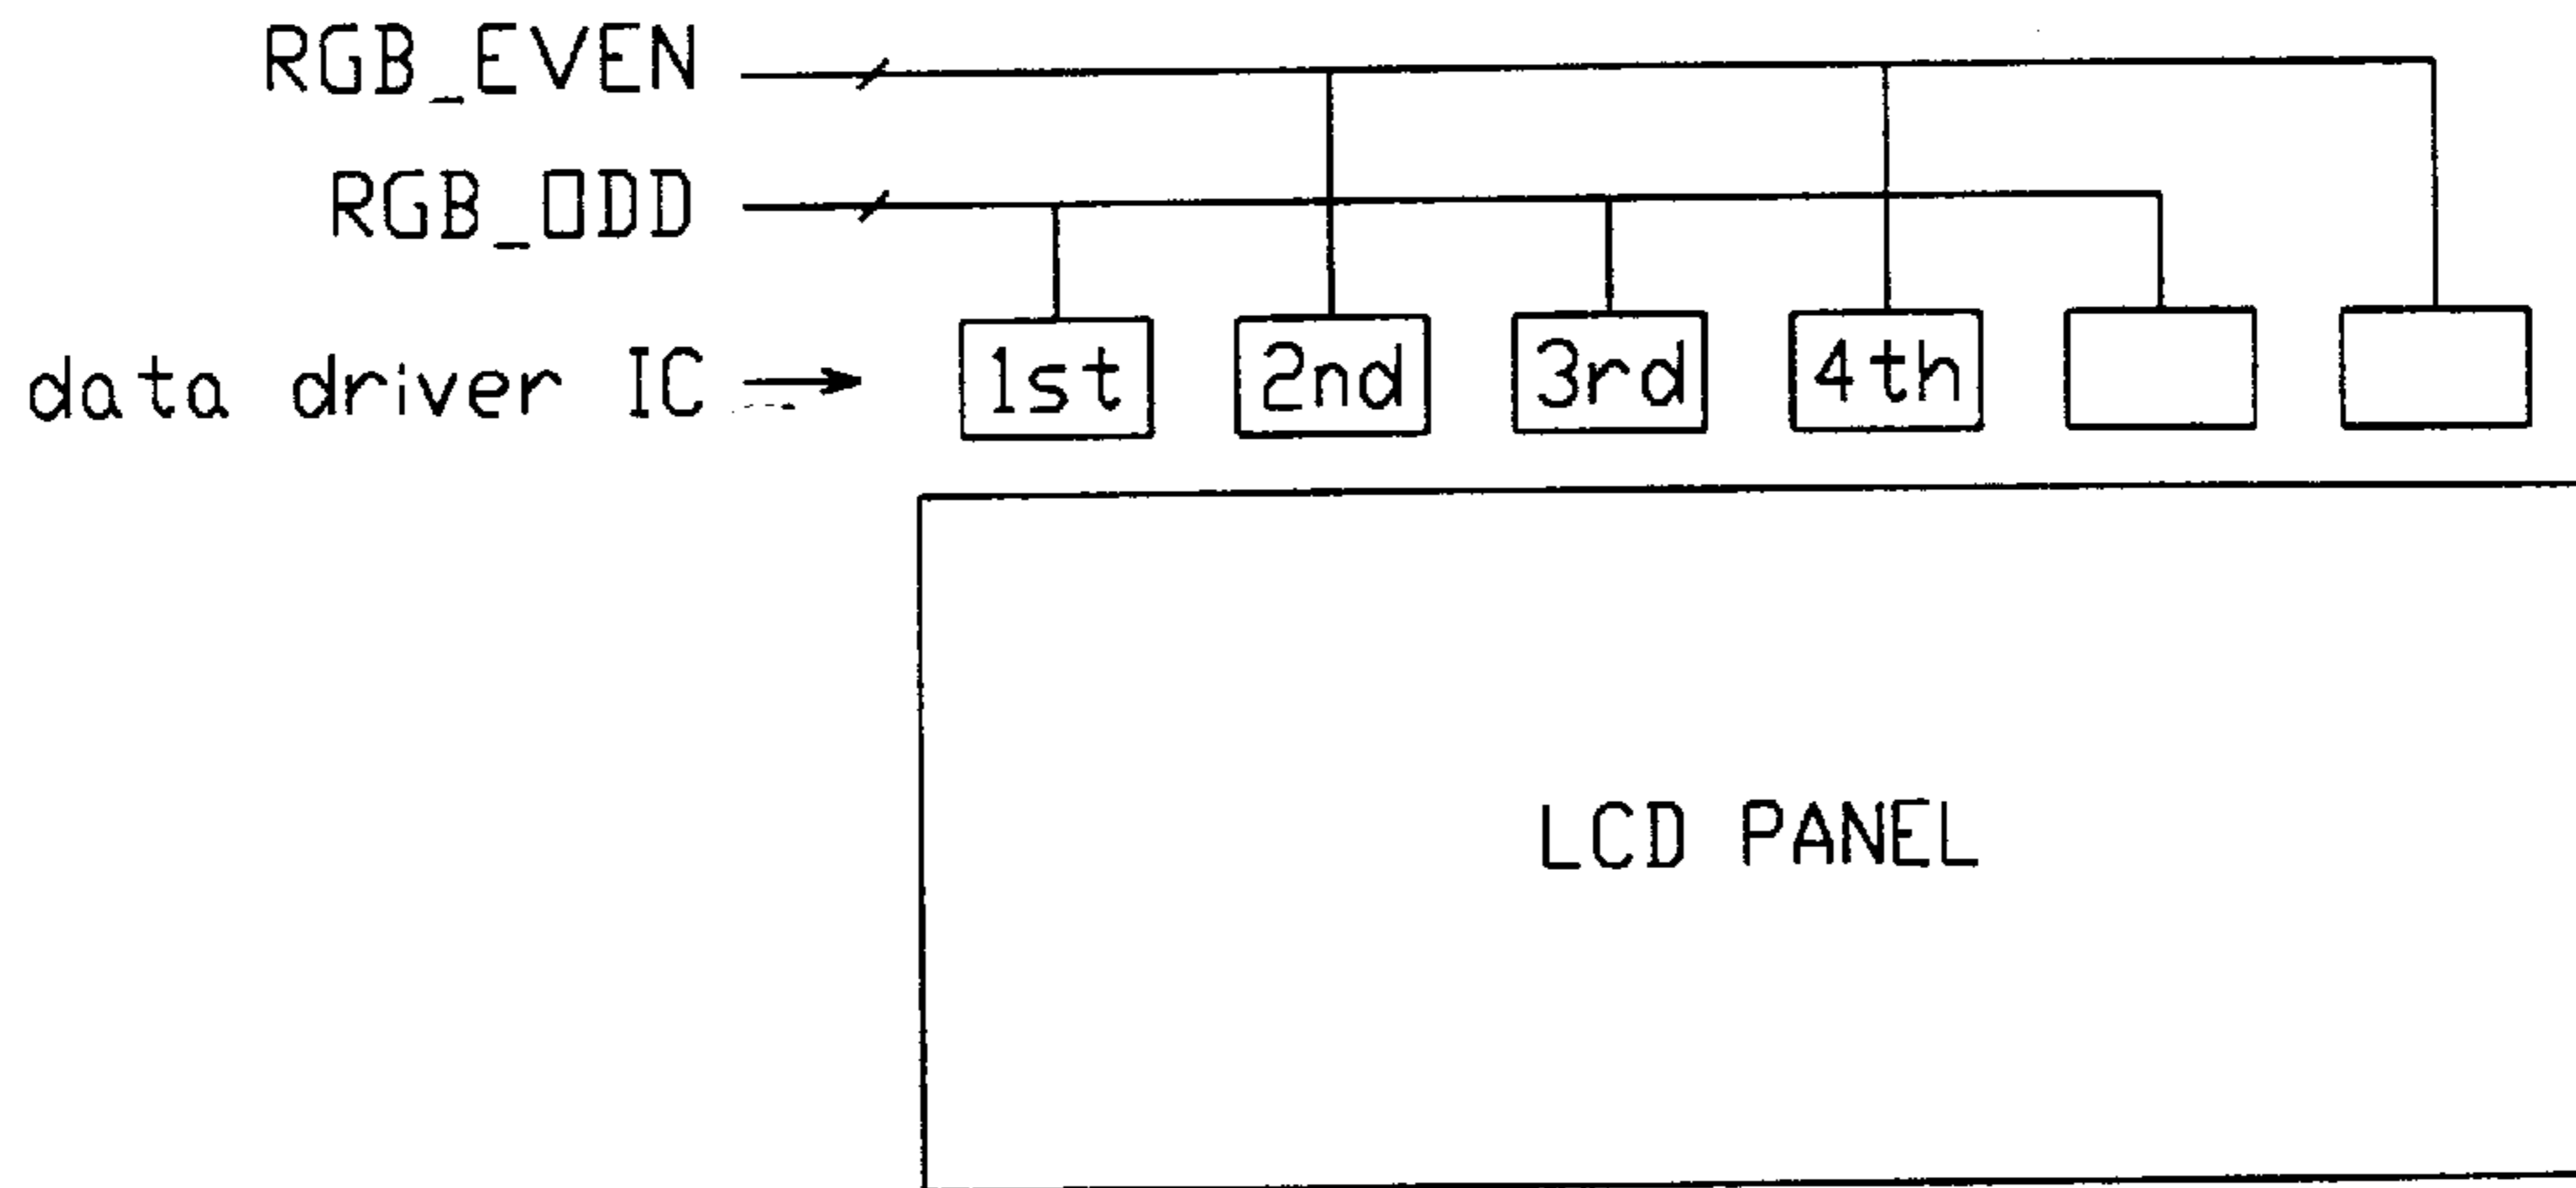 RGB_EVEN
RGB_ODD
data driver IC
1st 2nd 3rd 4th
LCD PANEL